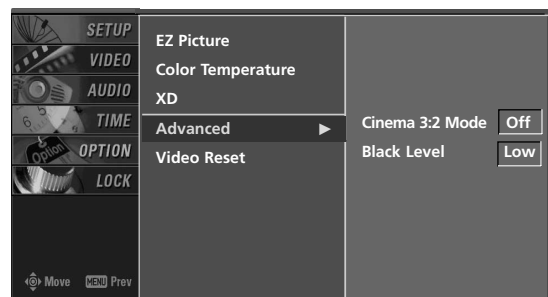 SETUP
VIDEO
AUDIO
TIME
OPTION
LOCK
EZ Picture
Color Temperature
XD
Advanced ▶
Video Reset
Cinema 3:2 Mode Off
Black Level Low
Option
Move MENU Prev